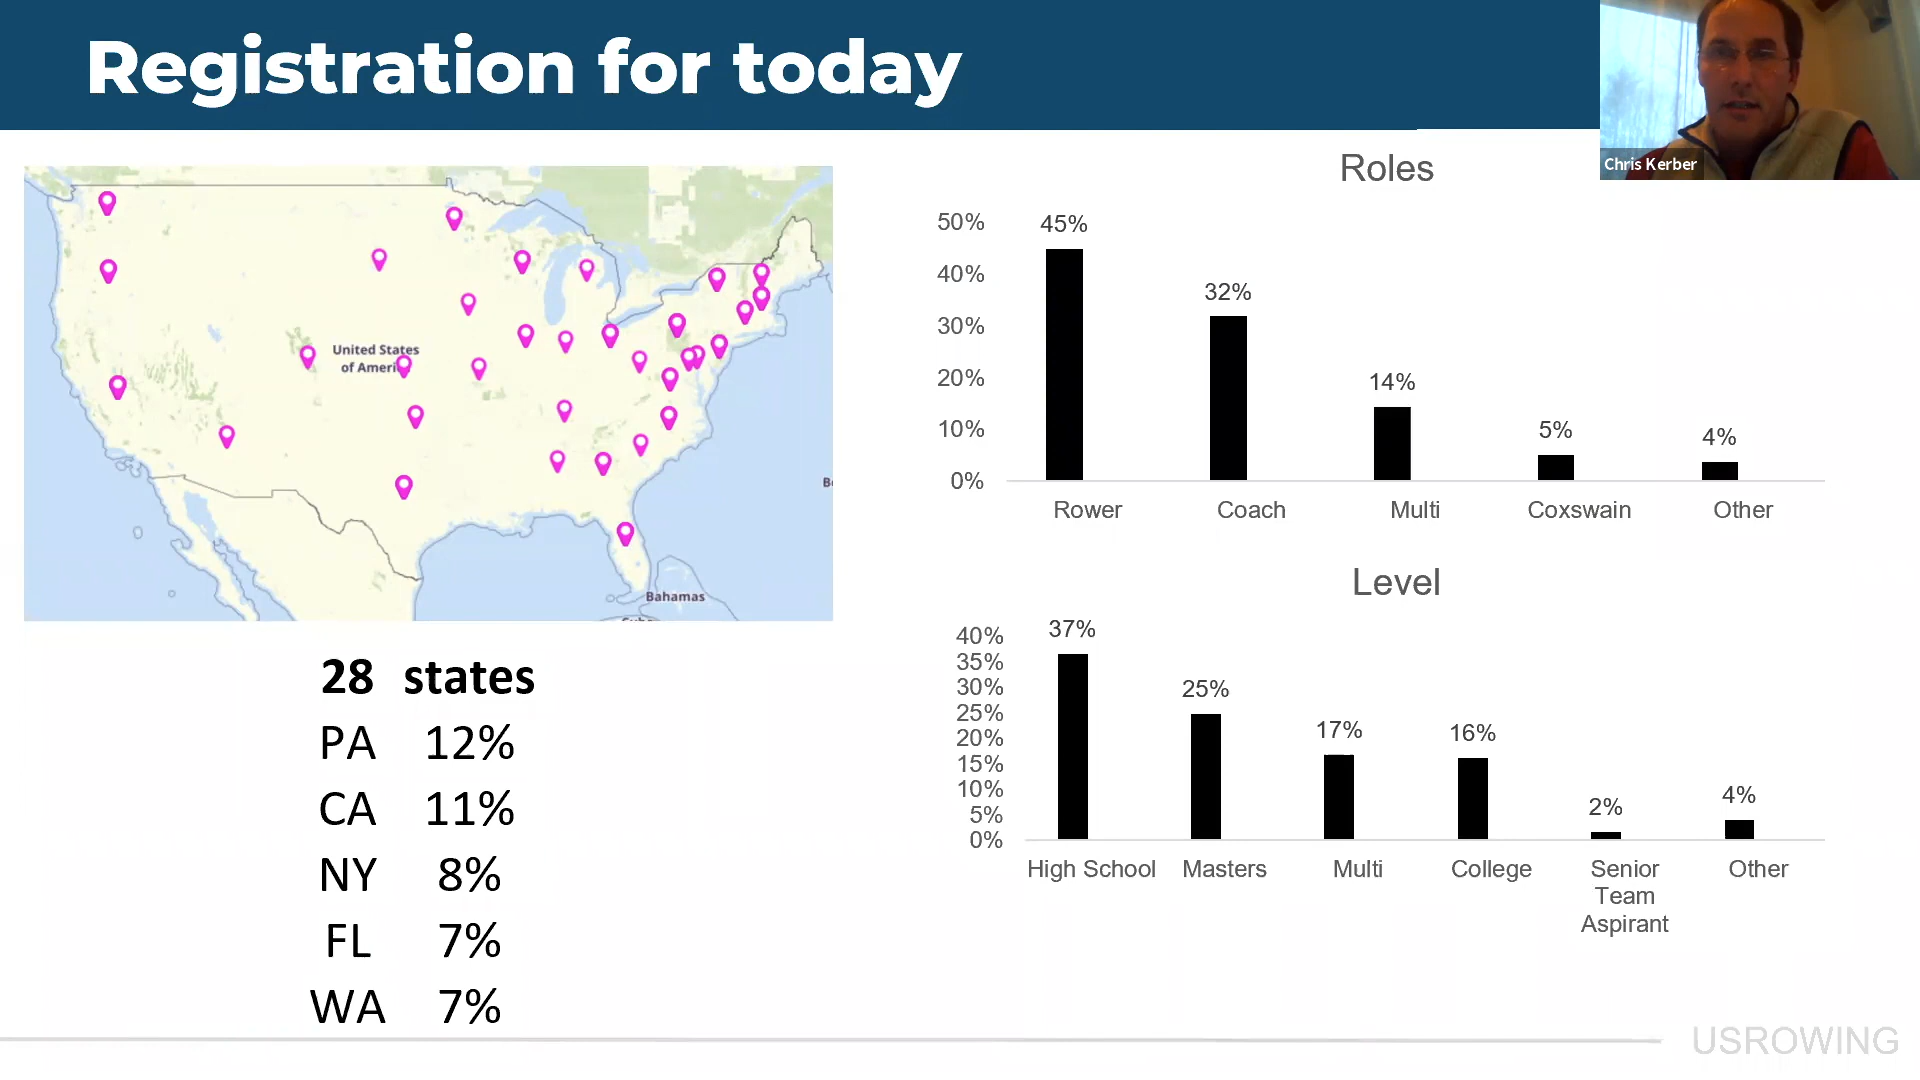 Registration for today
Chris Kerber
United States
of Ameri
Bahamas
28 states
PA 12%
CA 11%
NY 8%
FL 7%
WA 7%
Roles
50%
40%
30%
20%
10%
0%
45%
32%
14%
5%
4%
Rower Coach Multi Coxswain Other
Level
40%
35%
30%
25%
20%
15%
10%
5%
0%
37%
25%
17%
16%
2%
4%
High School Masters Multi College Senior Other
Team
Aspirant
USROWING